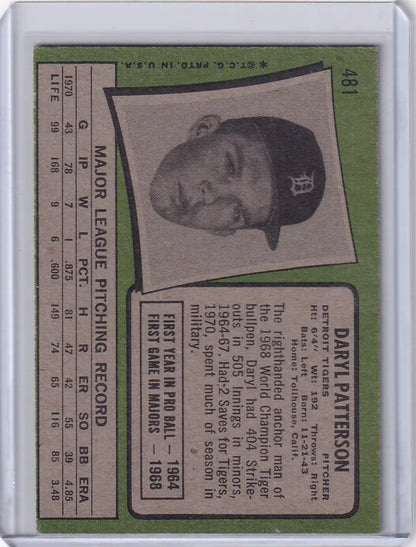 481
DARYL PATTERSON
DETROIT TIGERS PITCHER
Ht: 6'4" Wt: 192 Throws: Right
Bats: Left Born: 11-21-43
Home: Tollhouse, Calif.
The righthanded anchor man of
the 1968 World Champion Tiger
bullpen, Daryl had 404 Strike-
outs in 505 Innings in minors,
1964-67. Had 2 Saves for Tigers,
1970, spent much of season in
military.
FIRST YEAR IN PRO BALL — 1964
FIRST GAME IN MAJORS — 1968
D
MAJOR LEAGUE PITCHING RECORD
G IP W L PCT. H R ER SO BB ERA
1970 43 78 7 1 .875 81 47 42 55 39 4.85
LIFE 99 168 9 6 .600 149 74 65 116 85 3.48
* © T.C.G. PRTD. IN U.S.A.